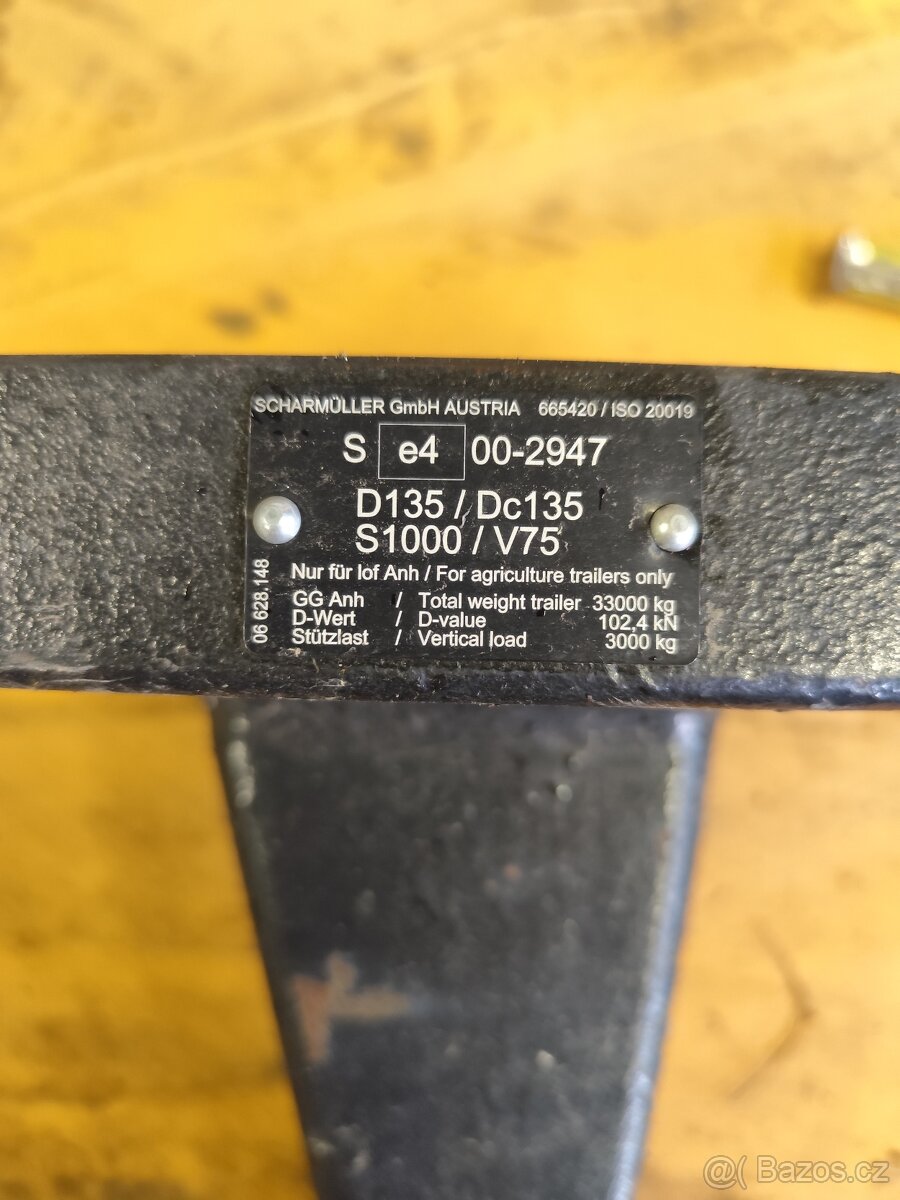 SCHARMÜLLER GmbH AUSTRIA 665420 / ISO 20019
S e4 00-2947
D135 / Dc135
S1000 / V75
Nur für lof Anh / For agriculture trailers only
GG Anh / Total weight trailer 33000 kg
D-Wert / D-value 102,4 kN
Stützlast / Vertical load 3000 kg
06 628.148
@( Bazos.cz